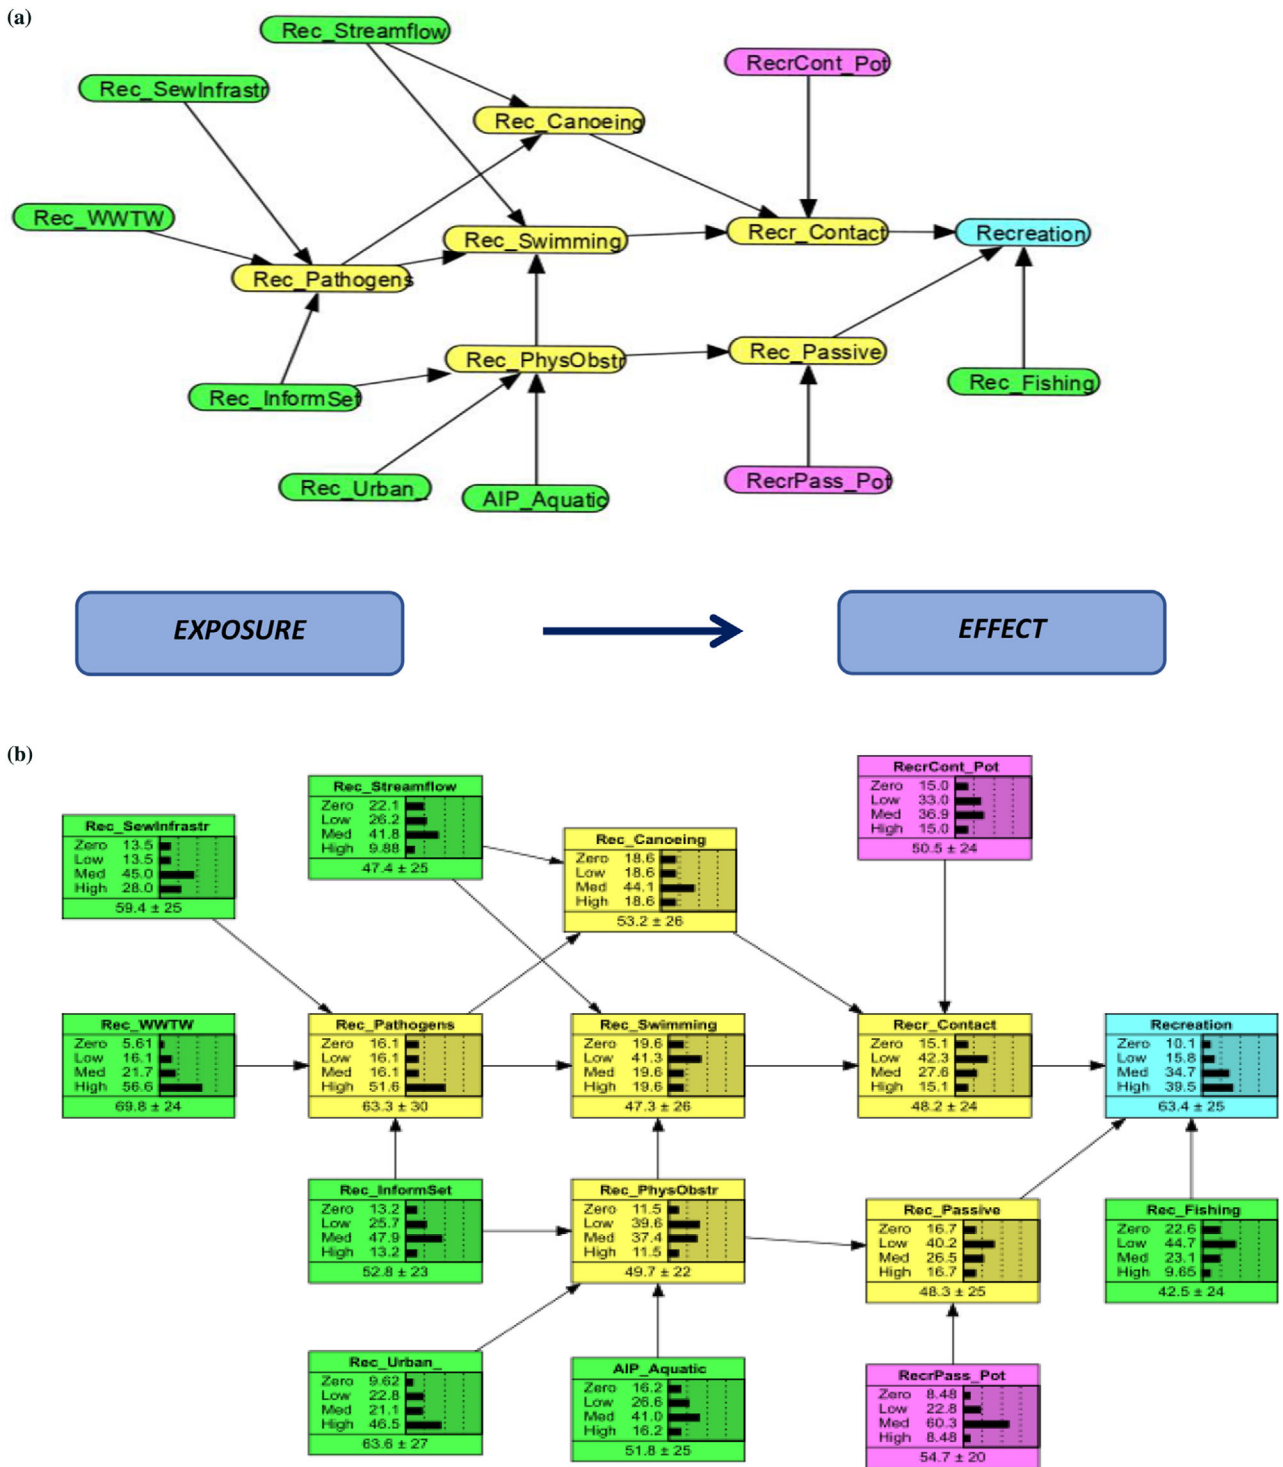 (a)
Rec_Streamflow
RecrCont_Pot
Rec_SewInfrastr
Rec_Canoeing
Rec_WWTW
Rec_Swimming
Recr_Contact
Recreation
Rec_Pathogens
Rec_PhysObstr
Rec_Passive
Rec_InformSet
Rec_Fishing
Rec_Urban_
AIP_Aquatic
RecrPass_Pot
EXPOSURE
EFFECT
(b)
Rec_SewInfrastr
Zero 13.5
Low 13.5
Med 45.0
High 28.0
59.4 ± 25
Rec_Streamflow
Zero 22.1
Low 26.2
Med 41.8
High 9.88
47.4 ± 25
Rec_Canoeing
Zero 18.6
Low 18.6
Med 44.1
High 18.6
53.2 ± 26
RecrCont_Pot
Zero 15.0
Low 33.0
Med 36.9
High 15.0
50.5 ± 24
Rec_WWTW
Zero 5.61
Low 16.1
Med 21.7
High 56.6
69.8 ± 24
Rec_Pathogens
Zero 16.1
Low 16.1
Med 16.1
High 51.6
63.3 ± 30
Rec_Swimming
Zero 19.6
Low 41.3
Med 19.6
High 19.6
47.3 ± 26
Recr_Contact
Zero 15.1
Low 42.3
Med 27.6
High 15.1
48.2 ± 24
Recreation
Zero 10.1
Low 15.8
Med 34.7
High 39.5
63.4 ± 25
Rec_InformSet
Zero 13.2
Low 25.7
Med 47.9
High 13.2
52.8 ± 23
Rec_PhysObstr
Zero 11.5
Low 39.6
Med 37.4
High 11.5
49.7 ± 22
Rec_Passive
Zero 16.7
Low 40.2
Med 26.5
High 16.7
48.3 ± 25
Rec_Fishing
Zero 22.6
Low 44.7
Med 23.1
High 9.65
42.5 ± 24
Rec_Urban_
Zero 9.62
Low 22.8
Med 21.1
High 46.5
63.6 ± 27
AIP_Aquatic
Zero 16.2
Low 26.6
Med 41.0
High 16.2
51.8 ± 25
RecrPass_Pot
Zero 8.48
Low 22.8
Med 60.3
High 8.48
54.7 ± 20